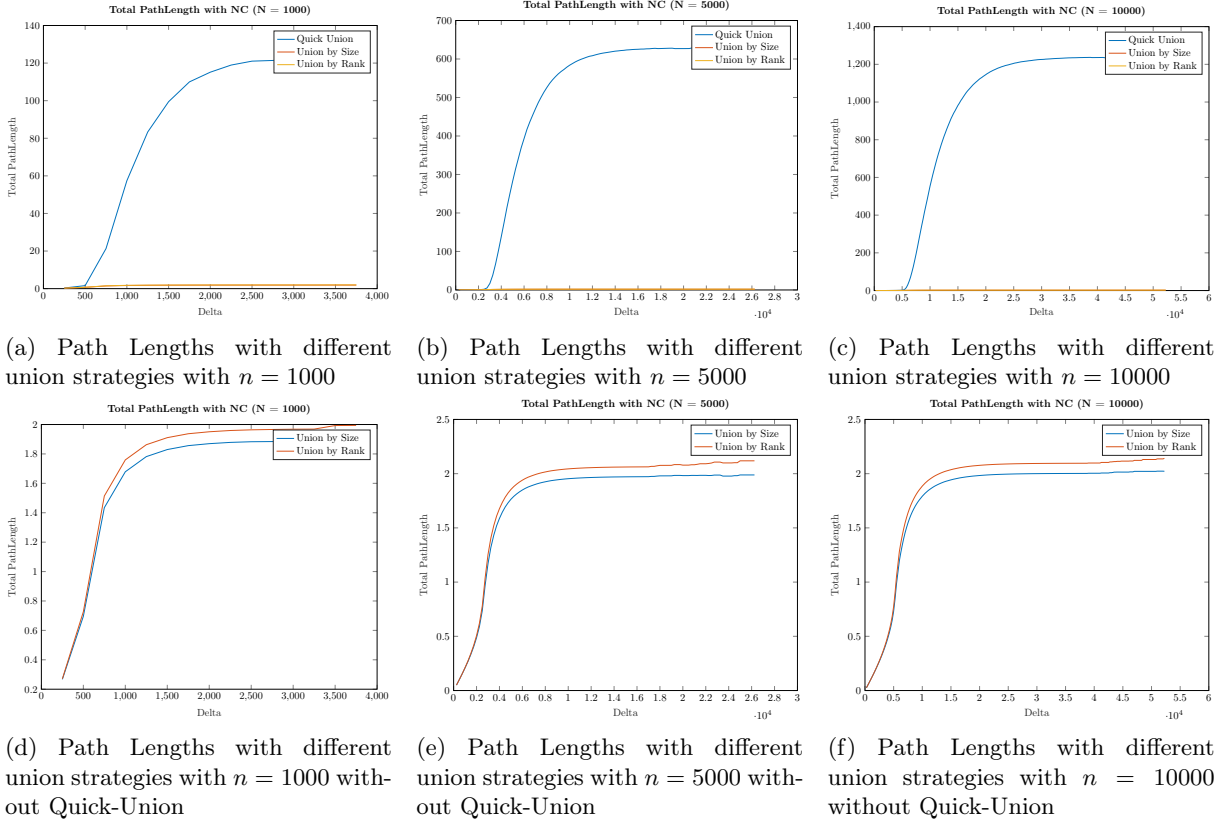 Total PathLength with NC (N = 1000)
140
120
100
80
60
40
20
0
0
500
1,000
1,500
2,000
2,500
3,000
3,500
4,000
Total PathLength
Delta
Quick Union
Union by Size
Union by Rank
(a) Path Lengths with different
union strategies with n = 1000
Total PathLength with NC (N = 5000)
700
600
500
400
300
200
100
0
0
0.2
0.4
0.6
0.8
1
1.2
1.4
1.6
1.8
2
2.2
2.4
2.6
2.8
3
·10⁴
Total PathLength
Delta
Quick Union
Union by Size
Union by Rank
(b) Path Lengths with different
union strategies with n = 5000
Total PathLength with NC (N = 10000)
1,400
1,200
1,000
800
600
400
200
0
0
0.5
1
1.5
2
2.5
3
3.5
4
4.5
5
5.5
6
·10⁴
Total PathLength
Delta
Quick Union
Union by Size
Union by Rank
(c) Path Lengths with different
union strategies with n = 10000
Total PathLength with NC (N = 1000)
2
1.8
1.6
1.4
1.2
1
0.8
0.6
0.4
0.2
0
500
1,000
1,500
2,000
2,500
3,000
3,500
4,000
Total PathLength
Delta
Union by Size
Union by Rank
(d) Path Lengths with different
union strategies with n = 1000 with-
out Quick-Union
Total PathLength with NC (N = 5000)
2.5
2
1.5
1
0.5
0
0
0.2
0.4
0.6
0.8
1
1.2
1.4
1.6
1.8
2
2.2
2.4
2.6
2.8
3
·10⁴
Total PathLength
Delta
Union by Size
Union by Rank
(e) Path Lengths with different
union strategies with n = 5000 with-
out Quick-Union
Total PathLength with NC (N = 10000)
2.5
2
1.5
1
0.5
0
0
0.5
1
1.5
2
2.5
3
3.5
4
4.5
5
5.5
6
·10⁴
Total PathLength
Delta
Union by Size
Union by Rank
(f) Path Lengths with different
union strategies with n = 10000
without Quick-Union